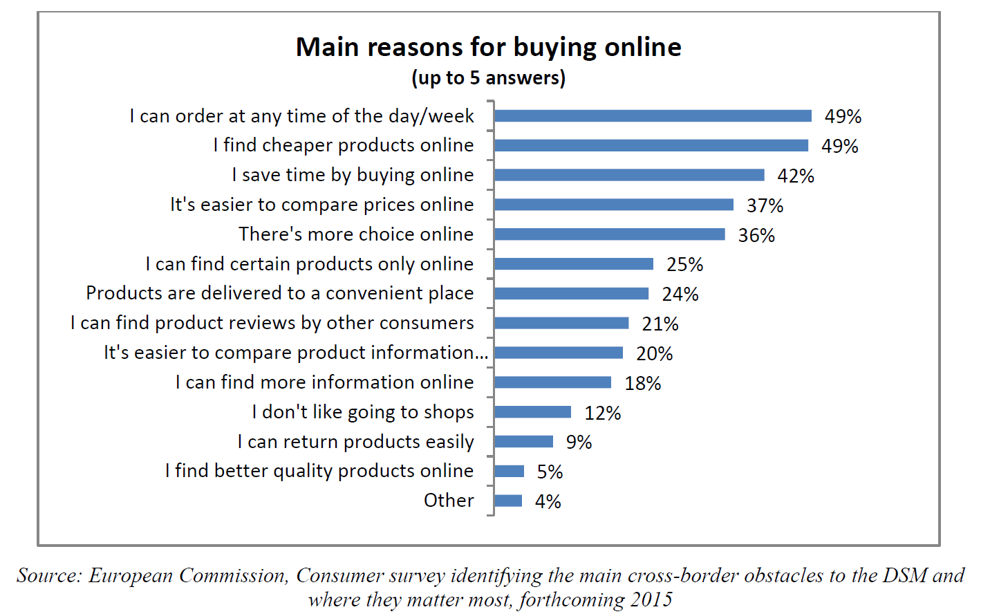 Main reasons for buying online
(up to 5 answers)
I can order at any time of the day/week 49%
I find cheaper products online 49%
I save time by buying online 42%
It's easier to compare prices online 37%
There's more choice online 36%
I can find certain products only online 25%
Products are delivered to a convenient place 24%
I can find product reviews by other consumers 21%
It's easier to compare product information... 20%
I can find more information online 18%
I don't like going to shops 12%
I can return products easily 9%
I find better quality products online 5%
Other 4%
Source: European Commission, Consumer survey identifying the main cross-border obstacles to the DSM and
where they matter most, forthcoming 2015